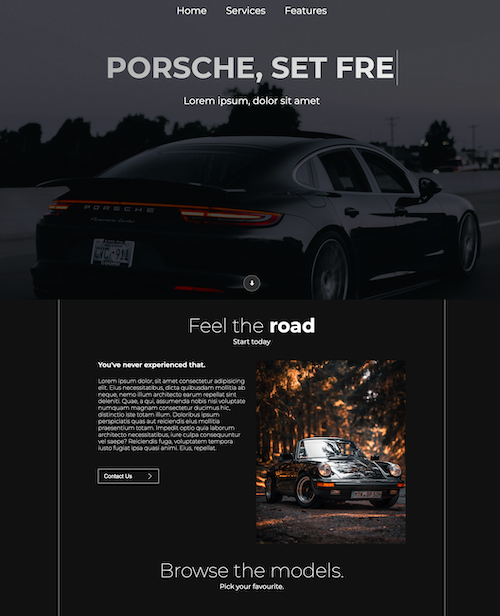 Home Services Features
PORSCHE, SET FRE
Lorem ipsum, dolor sit amet
PORSCHE
Feel the road
Start today
You've never experienced that.
Lorem ipsum dolor, sit amet consectetur adipisicing
elit. Eius necessitatibus, dicta quibusdam mollitia ab
neque, nemo illum architecto earum repellat sint
deleniti. Quae, a qui, assumenda nobis nisi voluptate
numquam magnam consectetur ducimus hic,
distinctio iste totam illum. Doloribus ipsum
perspiciatis quas aut reiciendis eius mollitia
praesentium totam. Impedit optio quia laborum
architecto necessitatibus, iure culpa consequuntur
vel saepe? Reiciendis fuga, voluptatem tempora
iusto fugiat ipsa quasi animi. Eius, repellat.
Contact Us
Browse the models.
Pick your favourite.